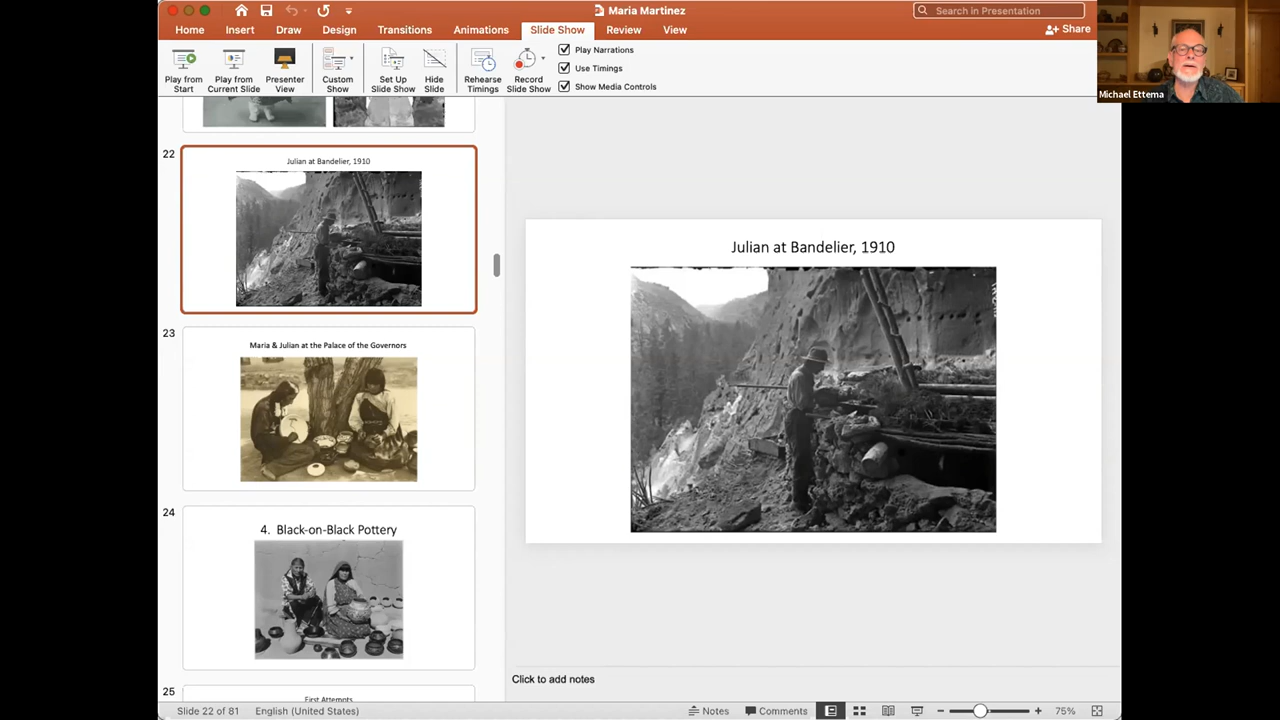 Maria Martinez
Search in Presentation
Home Insert Draw Design Transitions Animations Slide Show Review View
Share
Play from Start
Play from Current Slide
Presenter View
Custom Show
Set Up Slide Show
Hide Slide
Rehearse Timings
Record Slide Show
Play Narrations
Use Timings
Show Media Controls
Michael Ettema
22
Julian at Bandelier, 1910
23
Maria & Julian at the Palace of the Governors
24
4. Black-on-Black Pottery
25
First Attempts
Julian at Bandelier, 1910
Click to add notes
Slide 22 of 81 English (United States) Notes Comments 75%